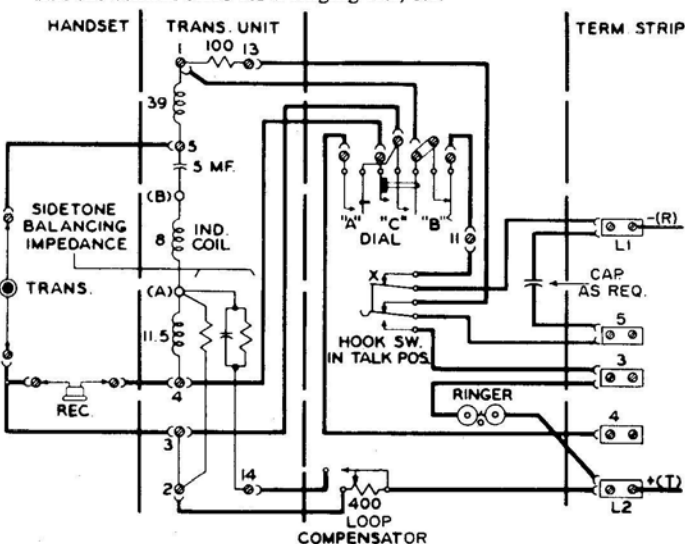 HANDSET
TRANS. UNIT
TERM. STRIP
1
100
13
39
5
5 MF.
(B)
SIDETONE
BALANCING
IMPEDANCE
8
IND.
COIL
"A"
"C"
"B"
DIAL
11
-(R)
L1
X
CAP.
AS REQ.
TRANS.
(A)
5
HOOK SW.
IN TALK POS.
11.5
3
RINGER
REC.
4
4
3
2
14
400
LOOP
COMPENSATOR
+(T)
L2